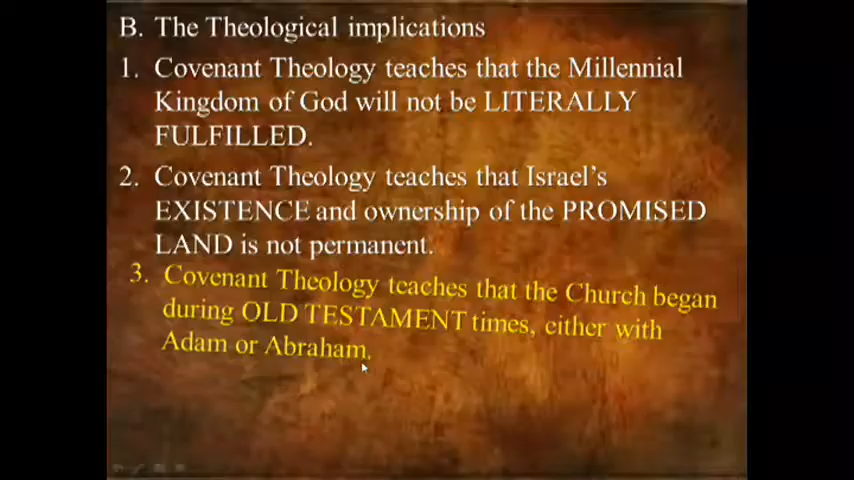 B. The Theological implications
1. Covenant Theology teaches that the Millennial
Kingdom of God will not be LITERALLY
FULFILLED.
2. Covenant Theology teaches that Israel's
EXISTENCE and ownership of the PROMISED
LAND is not permanent.
3. Covenant Theology teaches that the Church began
during OLD TESTAMENT times, either with
Adam or Abraham.